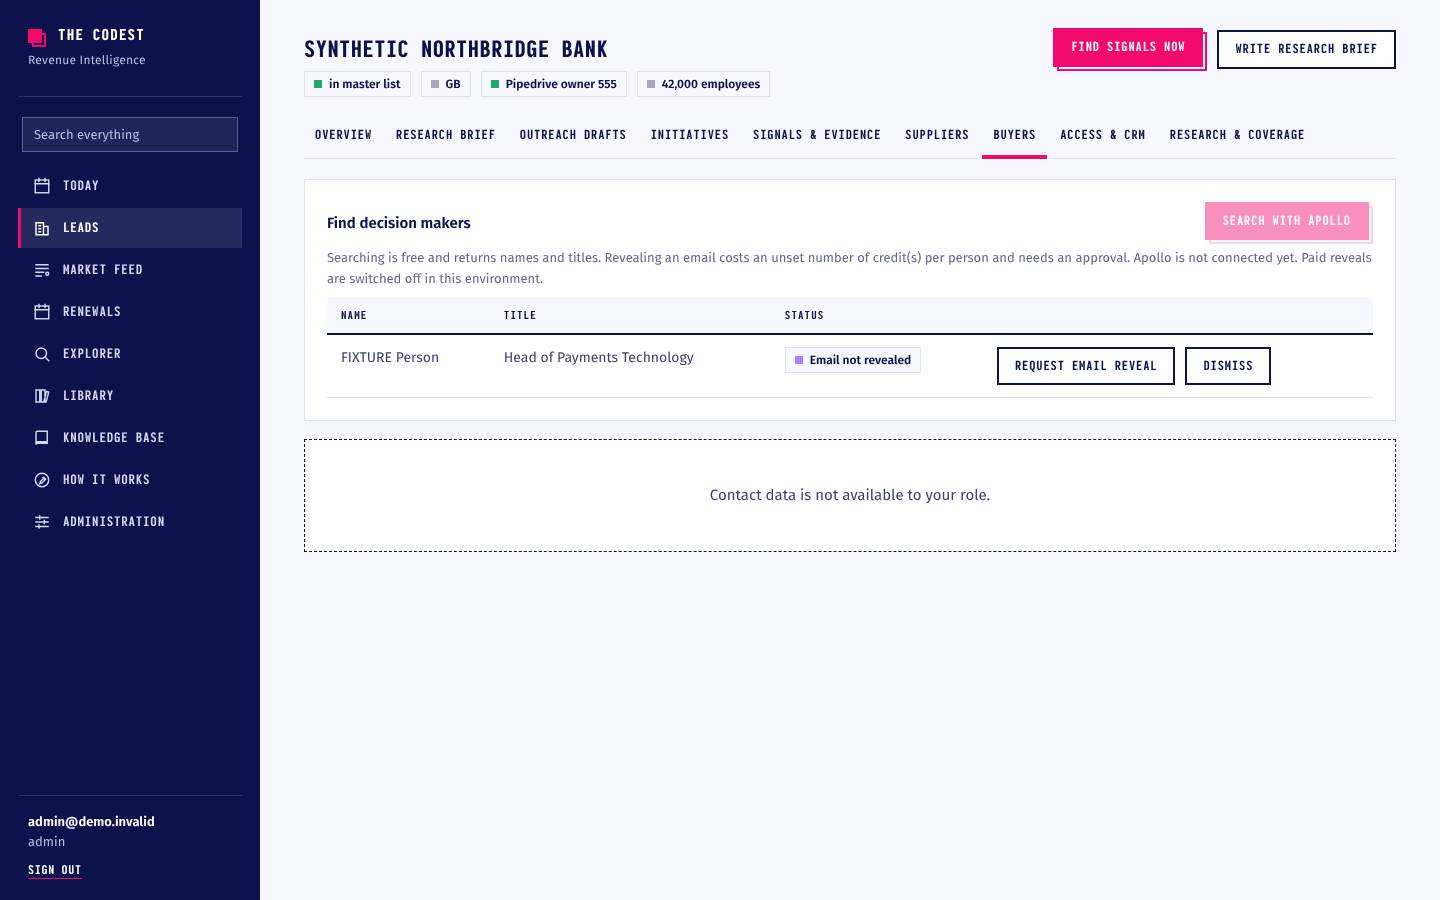 THE CODEST
Revenue Intelligence
Search everything
TODAY
LEADS
MARKET FEED
RENEWALS
EXPLORER
LIBRARY
KNOWLEDGE BASE
HOW IT WORKS
ADMINISTRATION
admin@demo.invalid
admin
SIGN OUT
SYNTHETIC NORTHBRIDGE BANK
FIND SIGNALS NOW
WRITE RESEARCH BRIEF
in master list GB Pipedrive owner 555 42,000 employees
OVERVIEW RESEARCH BRIEF OUTREACH DRAFTS INITIATIVES SIGNALS & EVIDENCE SUPPLIERS BUYERS ACCESS & CRM RESEARCH & COVERAGE
Find decision makers
SEARCH WITH APOLLO
Searching is free and returns names and titles. Revealing an email costs an unset number of credit(s) per person and needs an approval. Apollo is not connected yet. Paid reveals
are switched off in this environment.
NAME TITLE STATUS
FIXTURE Person Head of Payments Technology Email not revealed REQUEST EMAIL REVEAL DISMISS
Contact data is not available to your role.